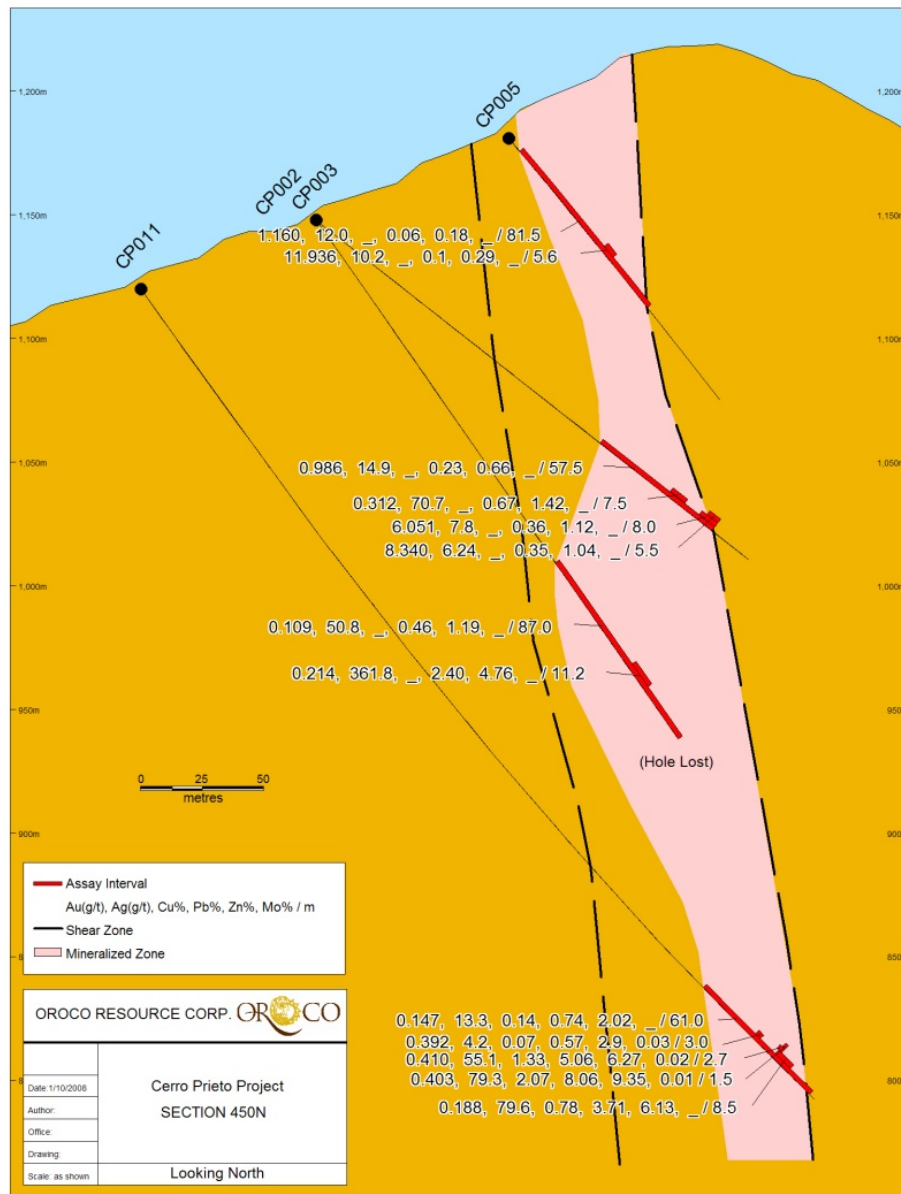 CP005
1,200m
1,200m
CP002
CP003
1,150m
1,150m
1.160, 12.0, _, 0.06, 0.18, _ / 81.5
11.936, 10.2, _, 0.1, 0.29, _ / 5.6
CP011
1,100m
1,100m
1,050m
1,050m
0.986, 14.9, _, 0.23, 0.66, _ / 57.5
0.312, 70.7, _, 0.67, 1.42, _ / 7.5
6.051, 7.8, _, 0.36, 1.12, _ / 8.0
8.340, 6.24, _, 0.35, 1.04, _ / 5.5
1,000m
1,000m
0.109, 50.8, _, 0.46, 1.19, _ / 87.0
0.214, 361.8, _, 2.40, 4.76, _ / 11.2
950m
950m
(Hole Lost)
0 25 50
metres
900m
900m
Assay Interval
Au(g/t), Ag(g/t), Cu%, Pb%, Zn%, Mo% / m
Shear Zone
Mineralized Zone
850m
OROCO RESOURCE CORP. OROCO
0.147, 13.3, 0.14, 0.74, 2.02, _ / 61.0
0.392, 4.2, 0.07, 0.57, 2.9, 0.03 / 3.0
0.410, 55.1, 1.33, 5.06, 6.27, 0.02 / 2.7
0.403, 79.3, 2.07, 8.06, 9.35, 0.01 / 1.5
0.188, 79.6, 0.78, 3.71, 6.13, _ / 8.5
800m
Date:1/10/2008
Author:
Office:
Drawing:
Scale: as shown
Cerro Prieto Project
SECTION 450N
Looking North